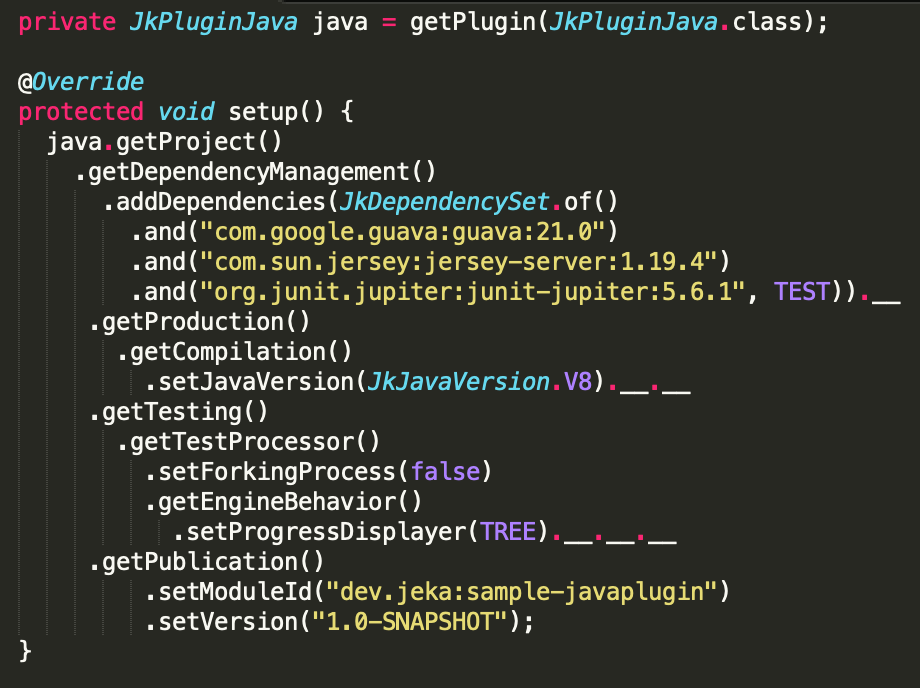 private JkPluginJava java = getPlugin(JkPluginJava.class);

@Override
protected void setup() {
  java.getProject()
    .getDependencyManagement()
      .addDependencies(JkDependencySet.of()
        .and("com.google.guava:guava:21.0")
        .and("com.sun.jersey:jersey-server:1.19.4")
        .and("org.junit.jupiter:junit-jupiter:5.6.1", TEST)).__
     .getProduction()
       .getCompilation()
         .setJavaVersion(JkJavaVersion.V8).__.__
     .getTesting()
       .getTestProcessor()
         .setForkingProcess(false)
         .getEngineBehavior()
           .setProgressDisplayer(TREE).__.__.__
     .getPublication()
         .setModuleId("dev.jeka:sample-javaplugin")
         .setVersion("1.0-SNAPSHOT");
}